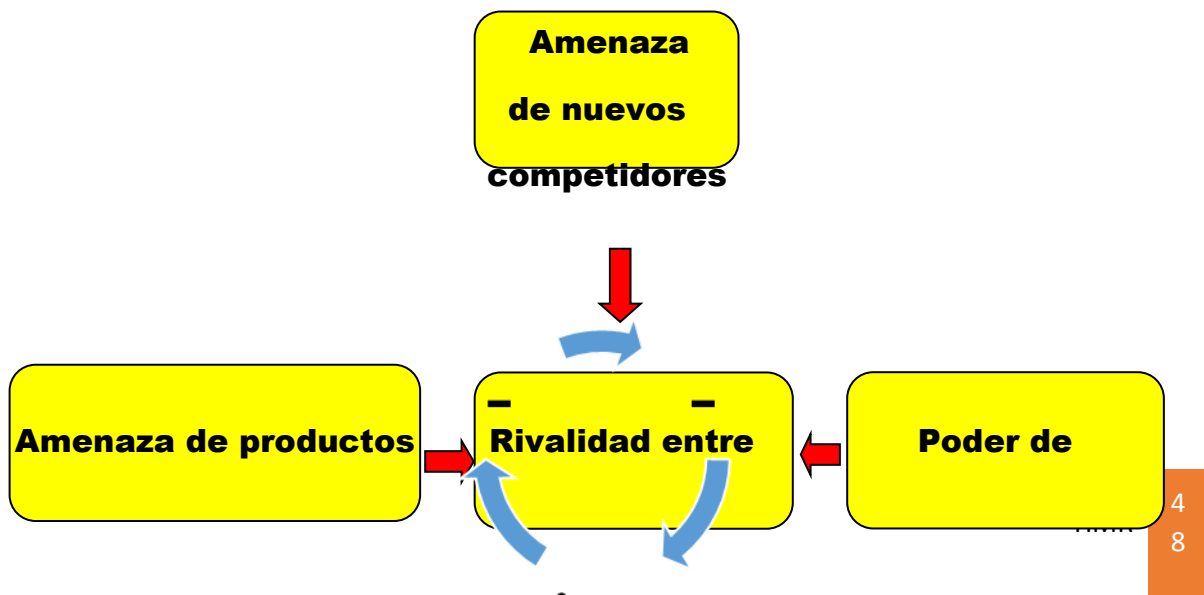 Amenaza
de nuevos
competidores
Amenaza de productos
Rivalidad entre
Poder de
4
8